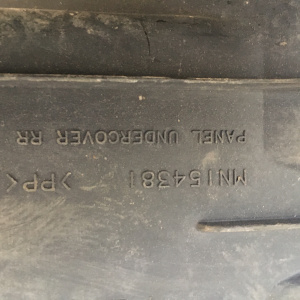 MN154381 >PP<
PANEL UNDERCOVER RR